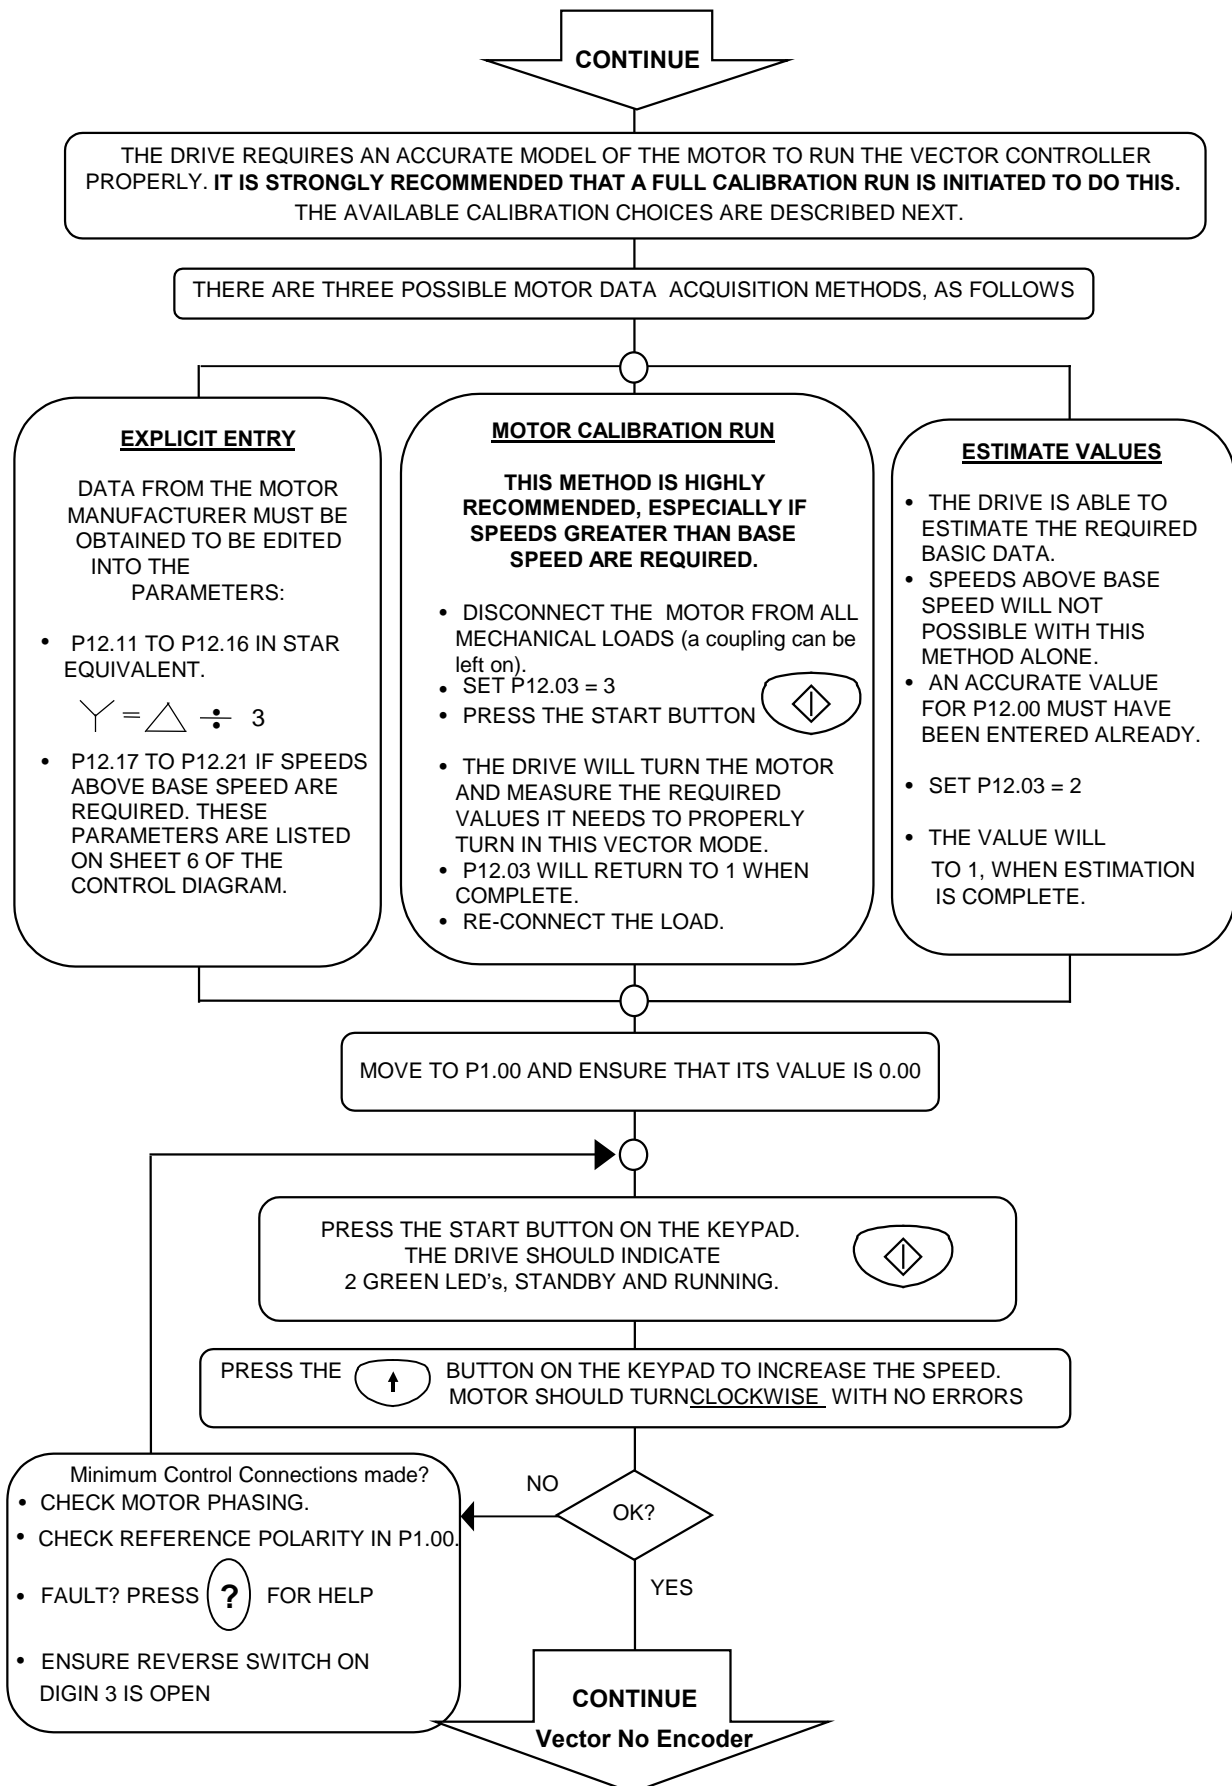 CONTINUE
THE DRIVE REQUIRES AN ACCURATE MODEL OF THE MOTOR TO RUN THE VECTOR CONTROLLER
PROPERLY. IT IS STRONGLY RECOMMENDED THAT A FULL CALIBRATION RUN IS INITIATED TO DO THIS.
THE AVAILABLE CALIBRATION CHOICES ARE DESCRIBED NEXT.
THERE ARE THREE POSSIBLE MOTOR DATA ACQUISITION METHODS, AS FOLLOWS
EXPLICIT ENTRY
DATA FROM THE MOTOR
MANUFACTURER MUST BE
OBTAINED TO BE EDITED
INTO THE
PARAMETERS:
• P12.11 TO P12.16 IN STAR
EQUIVALENT.
= ÷ 3
• P12.17 TO P12.21 IF SPEEDS
ABOVE BASE SPEED ARE
REQUIRED. THESE
PARAMETERS ARE LISTED
ON SHEET 6 OF THE
CONTROL DIAGRAM.
MOTOR CALIBRATION RUN
THIS METHOD IS HIGHLY
RECOMMENDED, ESPECIALLY IF
SPEEDS GREATER THAN BASE
SPEED ARE REQUIRED.
• DISCONNECT THE MOTOR FROM ALL
MECHANICAL LOADS (a coupling can be
left on).
• SET P12.03 = 3
• PRESS THE START BUTTON
• THE DRIVE WILL TURN THE MOTOR
AND MEASURE THE REQUIRED
VALUES IT NEEDS TO PROPERLY
TURN IN THIS VECTOR MODE.
• P12.03 WILL RETURN TO 1 WHEN
COMPLETE.
• RE-CONNECT THE LOAD.
ESTIMATE VALUES
• THE DRIVE IS ABLE TO
ESTIMATE THE REQUIRED
BASIC DATA.
• SPEEDS ABOVE BASE
SPEED WILL NOT
POSSIBLE WITH THIS
METHOD ALONE.
• AN ACCURATE VALUE
FOR P12.00 MUST HAVE
BEEN ENTERED ALREADY.
• SET P12.03 = 2
• THE VALUE WILL
TO 1, WHEN ESTIMATION
IS COMPLETE.
MOVE TO P1.00 AND ENSURE THAT ITS VALUE IS 0.00
PRESS THE START BUTTON ON THE KEYPAD.
THE DRIVE SHOULD INDICATE
2 GREEN LED's, STANDBY AND RUNNING.
PRESS THE BUTTON ON THE KEYPAD TO INCREASE THE SPEED.
MOTOR SHOULD TURNCLOCKWISE WITH NO ERRORS
OK?
NO
YES
Minimum Control Connections made?
• CHECK MOTOR PHASING.
• CHECK REFERENCE POLARITY IN P1.00.
• FAULT? PRESS ? FOR HELP
• ENSURE REVERSE SWITCH ON
DIGIN 3 IS OPEN
CONTINUE
Vector No Encoder